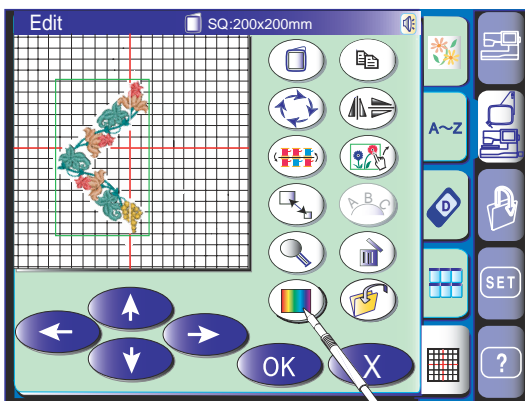 Edit
SQ:200x200mm
A~Z
A B C
D
SET
OK
X
?